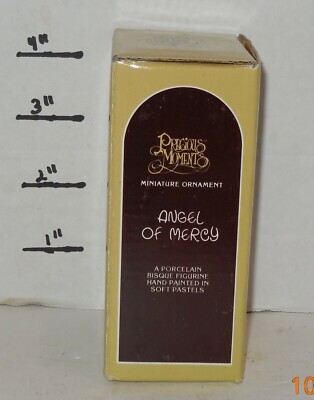 4"
3"
2"
1"
PRECIOUS
MOMENTS
MINIATURE ORNAMENT
ANGEL
OF MERCY
A PORCELAIN
BISQUE FIGURINE
HAND PAINTED IN
SOFT PASTELS
10